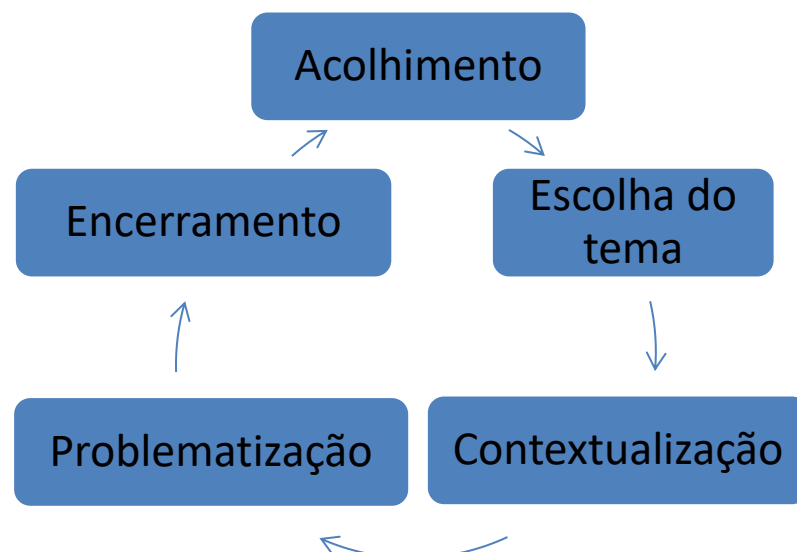 Acolhimento
Escolha do
tema
Contextualização
Problematização
Encerramento